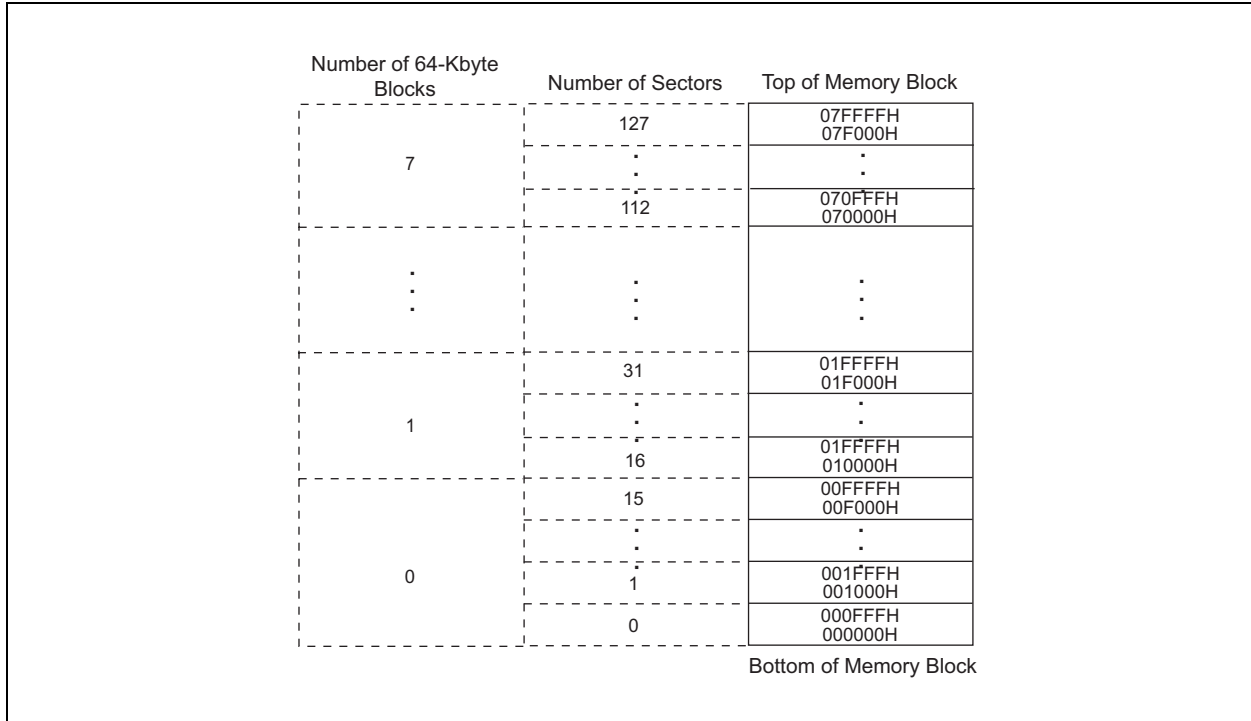 Number of 64-Kbyte
Blocks
Number of Sectors
Top of Memory Block
7
127
07FFFFH
07F000H
112
070FFFH
070000H
1
31
01FFFFH
01F000H
16
01FFFFH
010000H
0
15
00FFFFH
00F000H
1
001FFFH
001000H
0
000FFFH
000000H
Bottom of Memory Block